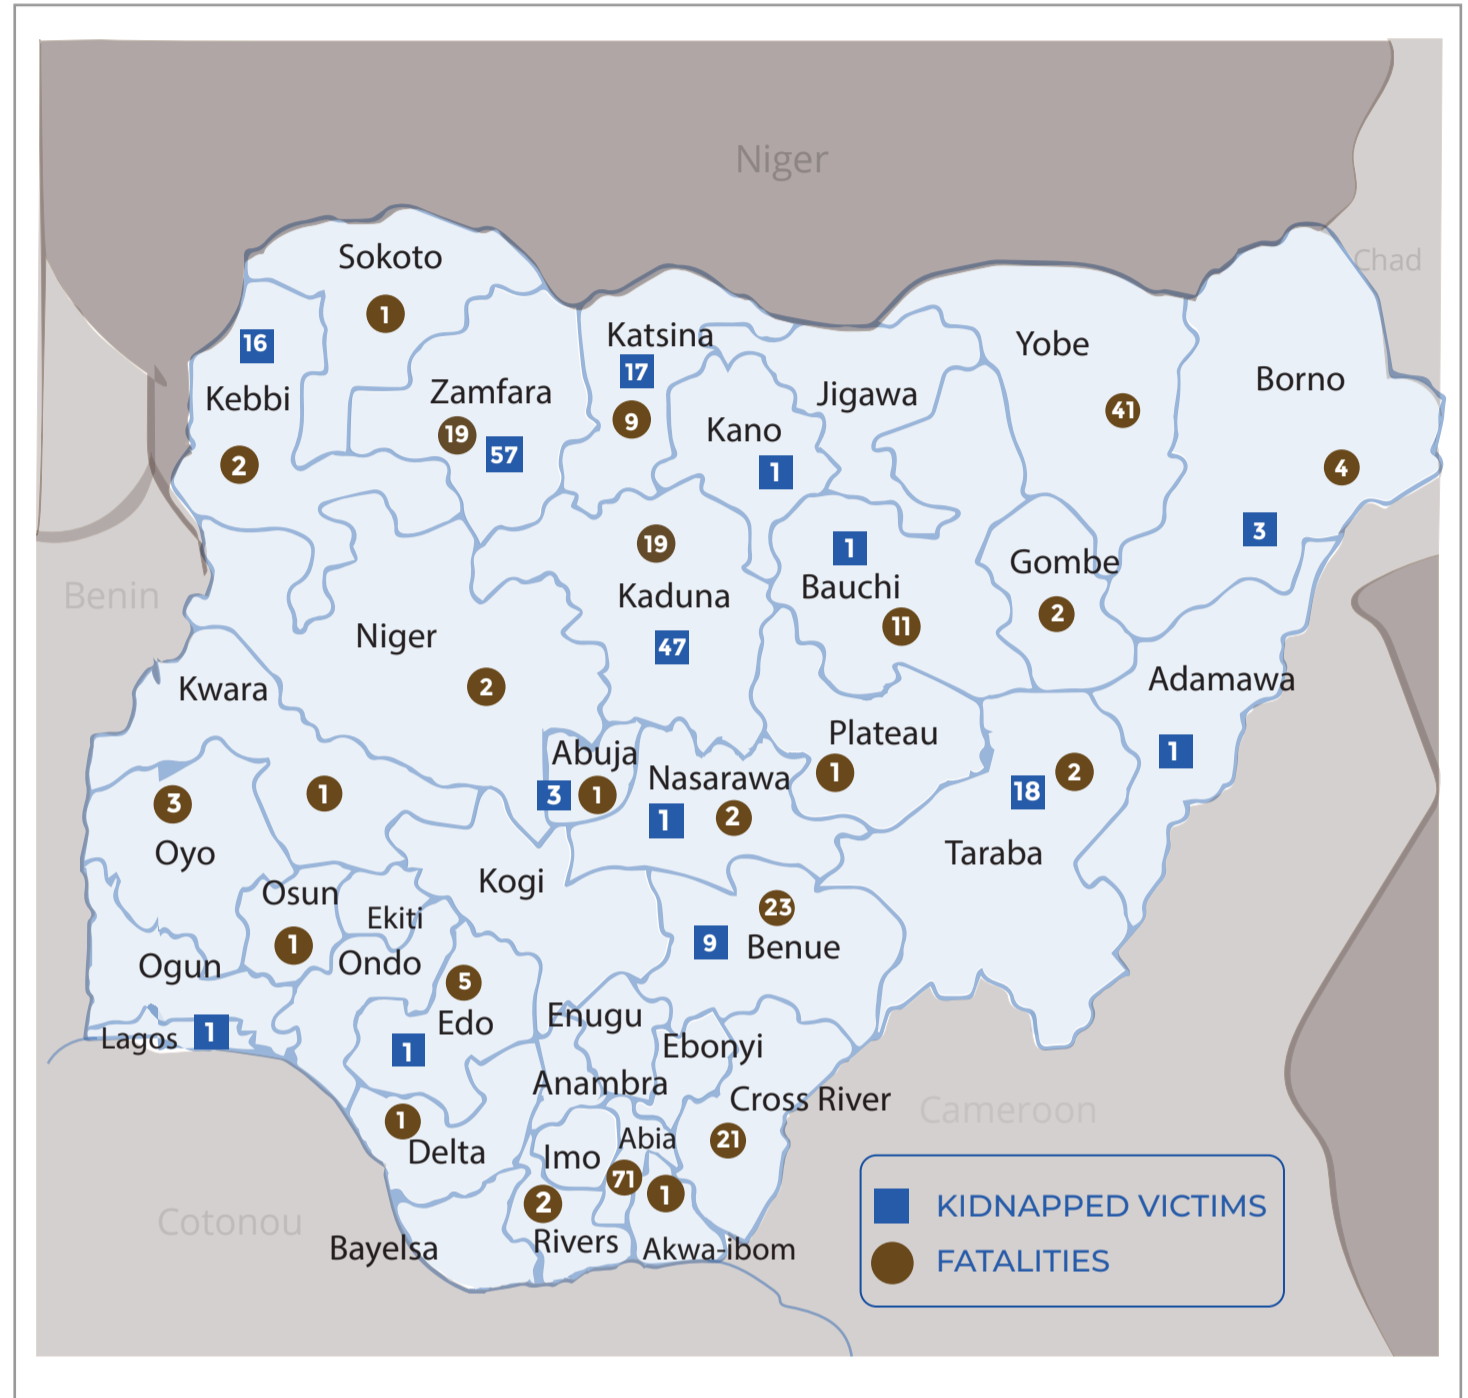 Niger
Chad
Sokoto
1
16
Kebbi
2
Zamfara
19
57
Katsina
17
9
Kano
1
Jigawa
Yobe
41
Borno
4
3
Benin
Niger
2
19
Kaduna
47
1
Bauchi
11
Gombe
2
Adamawa
1
Kwara
1
Abuja
3
1
Nasarawa
1
2
Plateau
1
18
2
Taraba
3
Oyo
Osun
1
Ekiti
Kogi
23
9
Benue
Ogun
Ondo
5
Edo
1
Lagos
1
Enugu
Ebonyi
Anambra
Cross River
21
Cameroon
1
Delta
Imo
Abia
71
1
2
Rivers
Akwa-ibom
Bayelsa
Cotonou
KIDNAPPED VICTIMS
FATALITIES